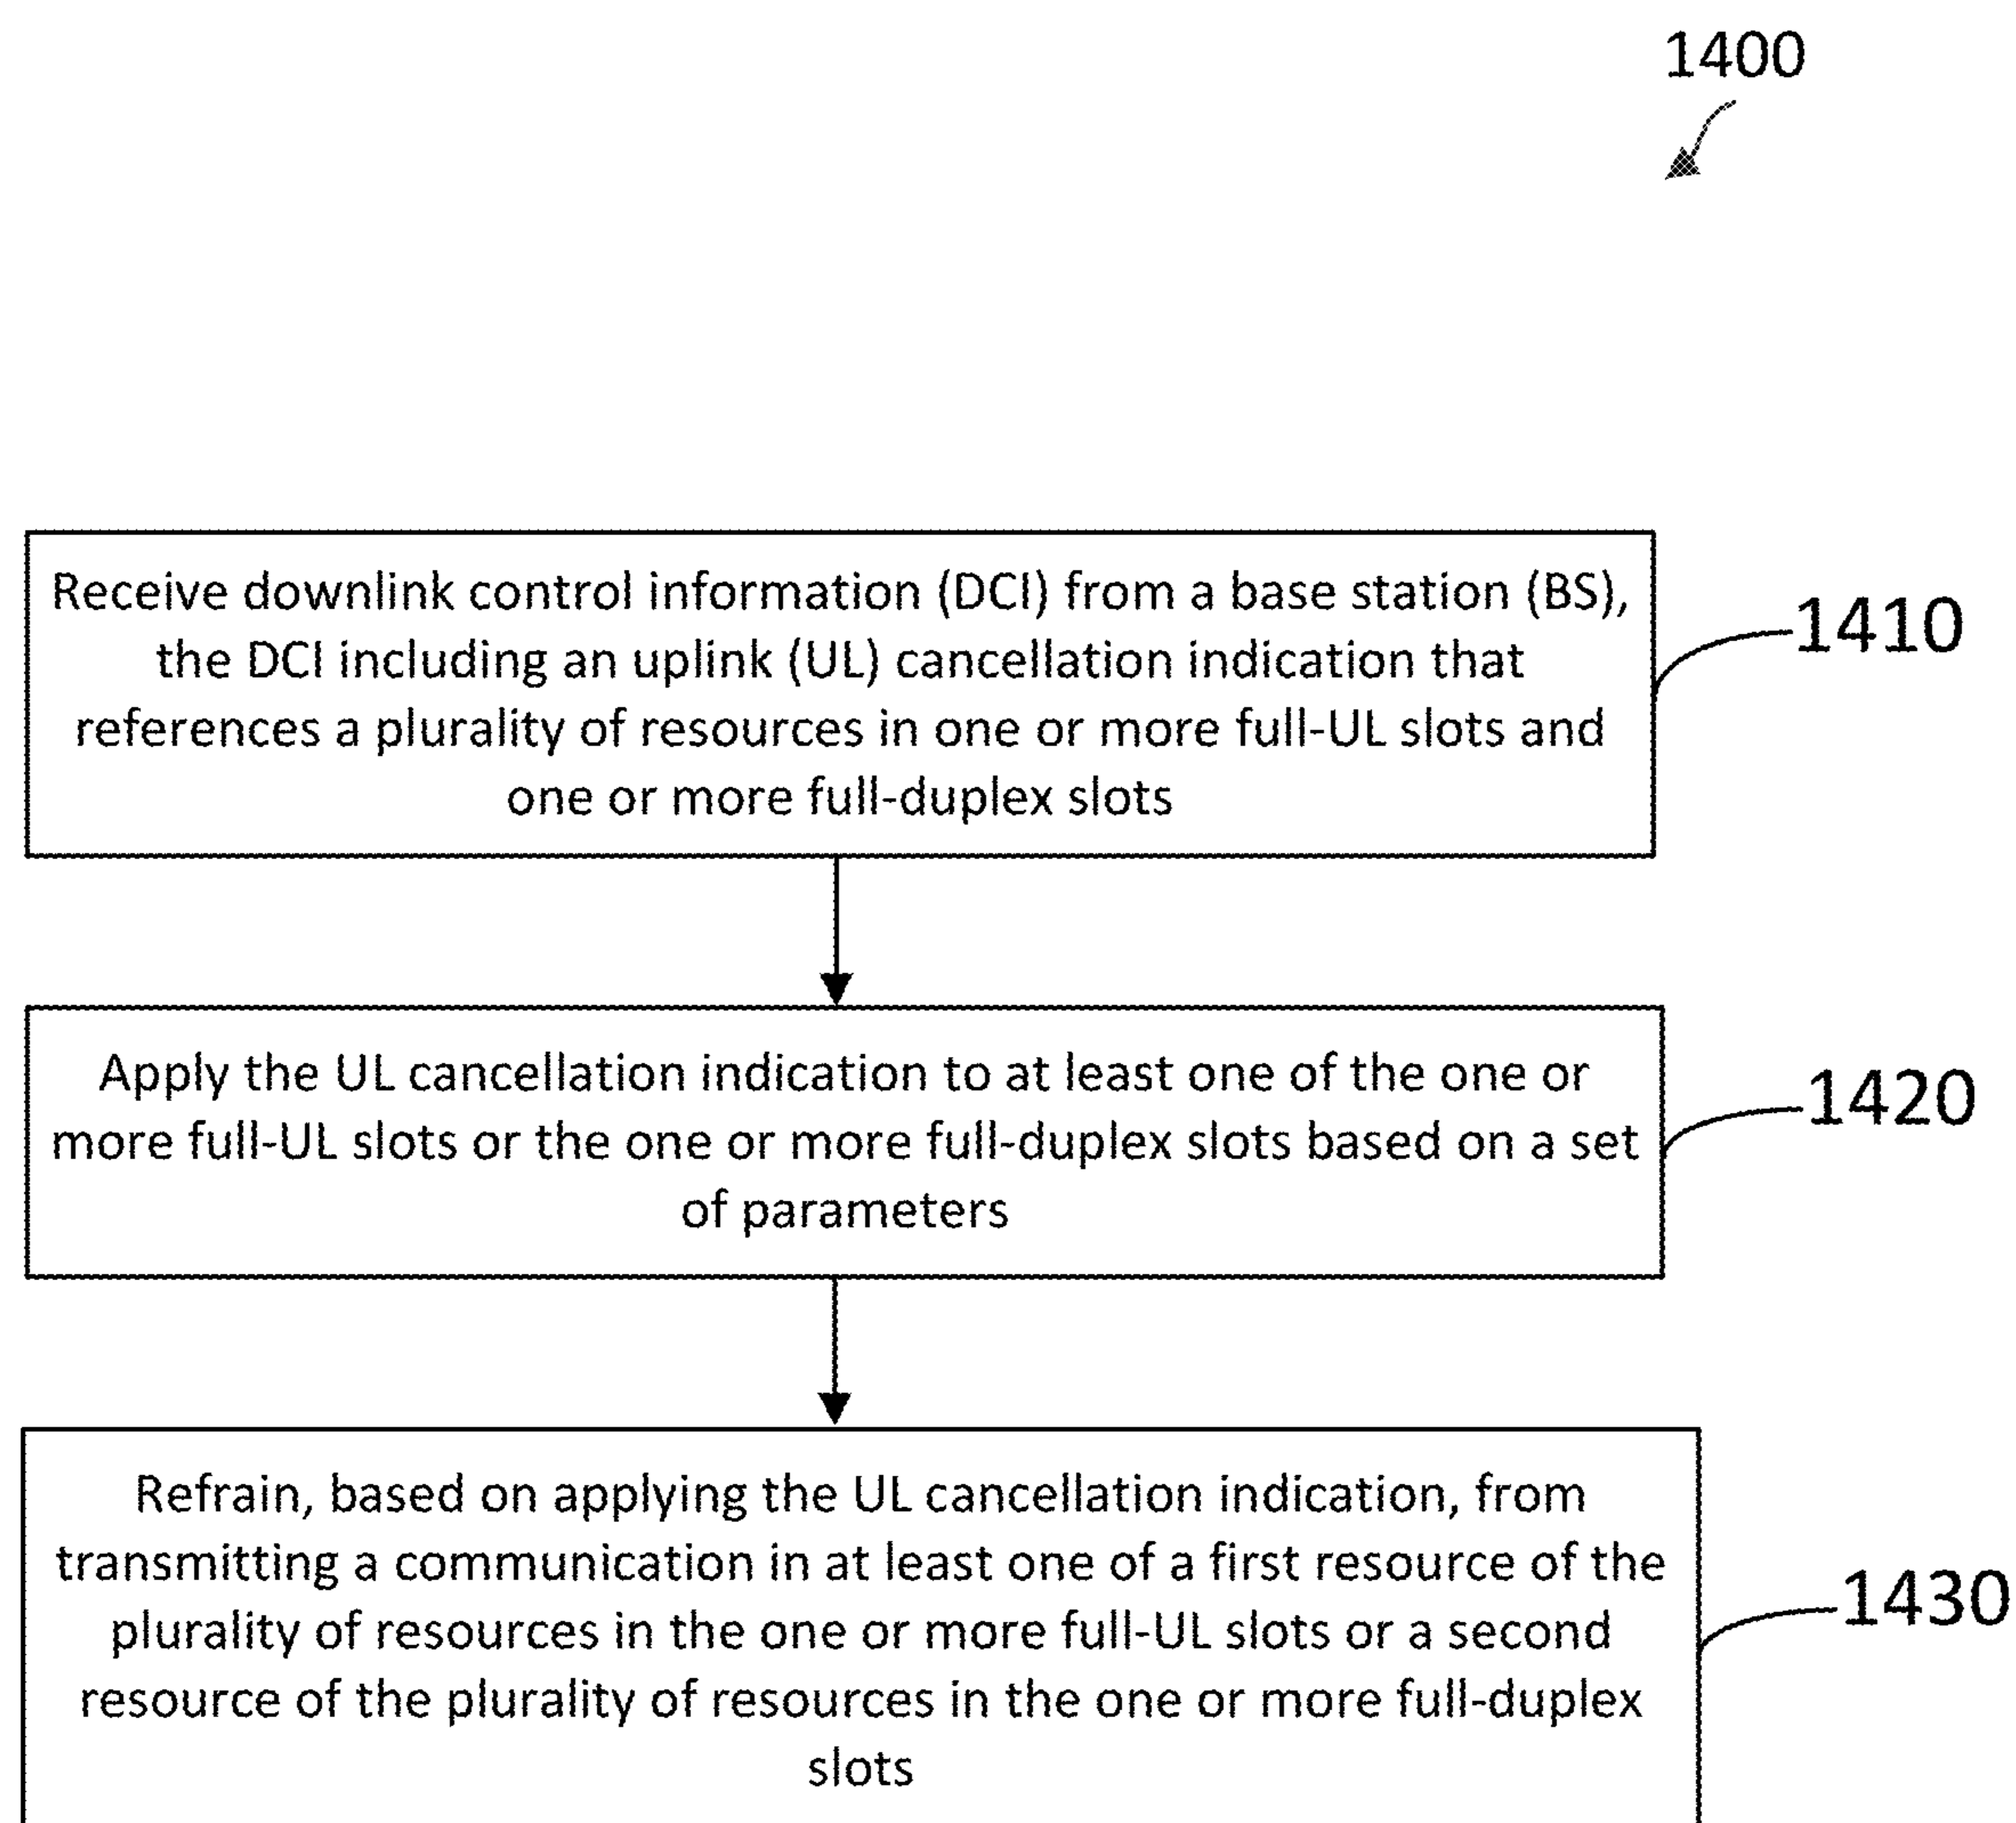 1400
Receive downlink control information (DCI) from a base station (BS),
the DCI including an uplink (UL) cancellation indication that
references a plurality of resources in one or more full-UL slots and
one or more full-duplex slots
1410
Apply the UL cancellation indication to at least one of the one or
more full-UL slots or the one or more full-duplex slots based on a set
of parameters
1420
Refrain, based on applying the UL cancellation indication, from
transmitting a communication in at least one of a first resource of the
plurality of resources in the one or more full-UL slots or a second
resource of the plurality of resources in the one or more full-duplex
slots
1430